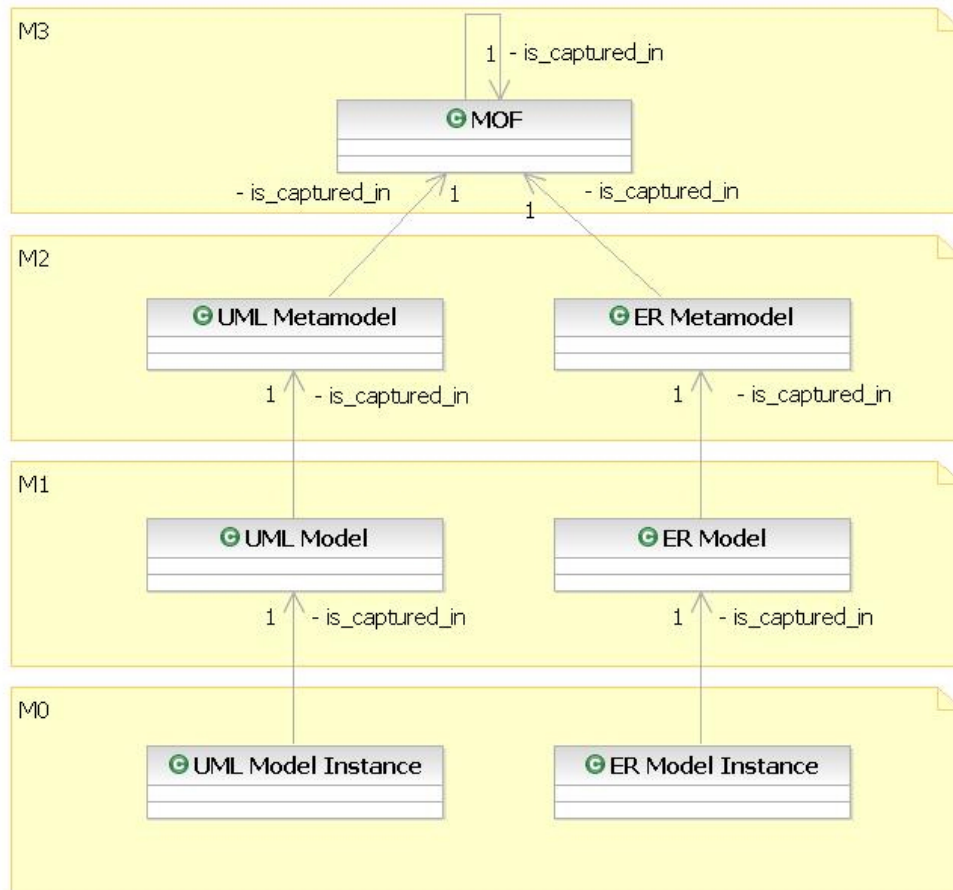 M3
1 - is_captured_in
MOF
- is_captured_in 1
1 - is_captured_in
M2
UML Metamodel
ER Metamodel
1 - is_captured_in
1 - is_captured_in
M1
UML Model
ER Model
1 - is_captured_in
1 - is_captured_in
M0
UML Model Instance
ER Model Instance